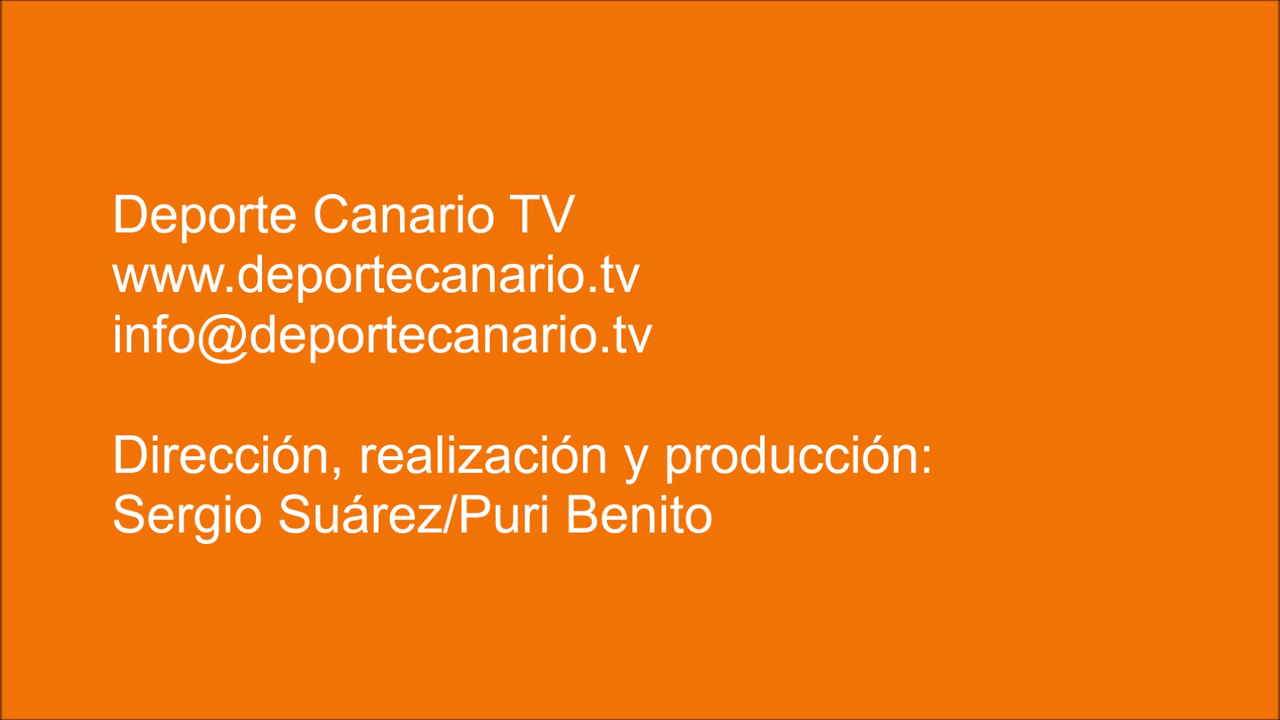 Deporte Canario TV
www.deportecanario.tv
info@deportecanario.tv
Dirección, realización y producción:
Sergio Suárez/Puri Benito